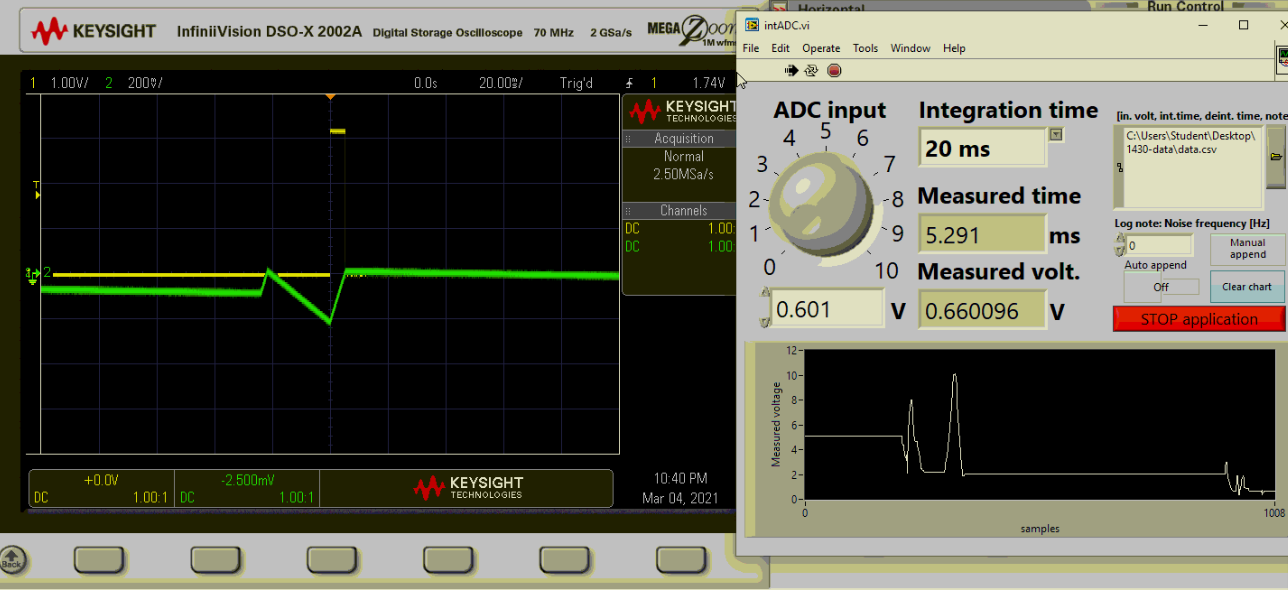 KEYSIGHT InfiniiVision DSO-X 2002A Digital Storage Oscilloscope 70 MHz 2 GSa/s MEGA Zoom
1M wfms
Horizontal
Run Control
1 1.00V/ 2 200mV/ 0.0s 20.00ms/ Trig'd 1 1.74V
KEYSIGHT
TECHNOLOGIES
Acquisition
Normal
2.50MSa/s
Channels
DC 1.00:
DC 1.00:
T
2
+0.0V
DC 1.00:1
-2.500mV
DC 1.00:1
KEYSIGHT
TECHNOLOGIES
10:40 PM
Mar 04, 2021
Back
intADC.vi
File Edit Operate Tools Window Help
ADC input
0 1 2 3 4 5 6 7 8 9 10
0.601 V
Integration time
20 ms
Measured time
5.291 ms
Measured volt.
0.660096 V
[in. volt, int.time, deint. time, note
C:\Users\Student\Desktop\
1430-data\data.csv
Log note: Noise frequency [Hz]
0
Manual
append
Auto append
Off
Clear chart
STOP application
Measured voltage
12
10
8
6
4
2
0
0 1008
samples